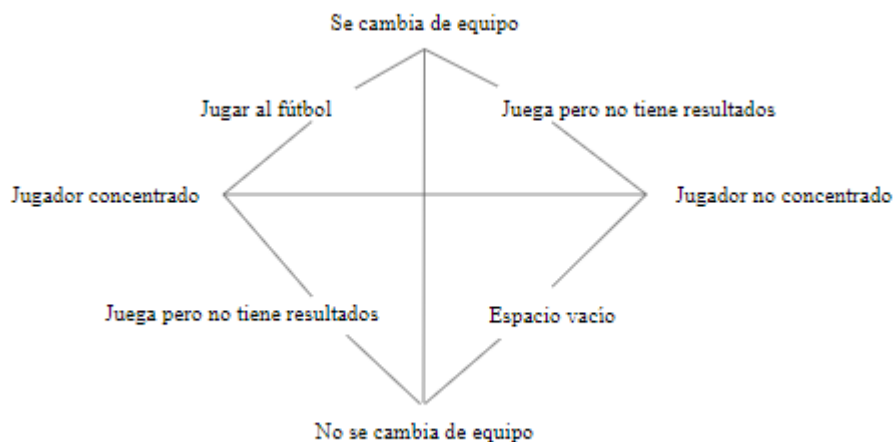 Se cambia de equipo
Jugar al fútbol
Juega pero no tiene resultados
Jugador concentrado
Jugador no concentrado
Juega pero no tiene resultados
Espacio vacio
No se cambia de equipo